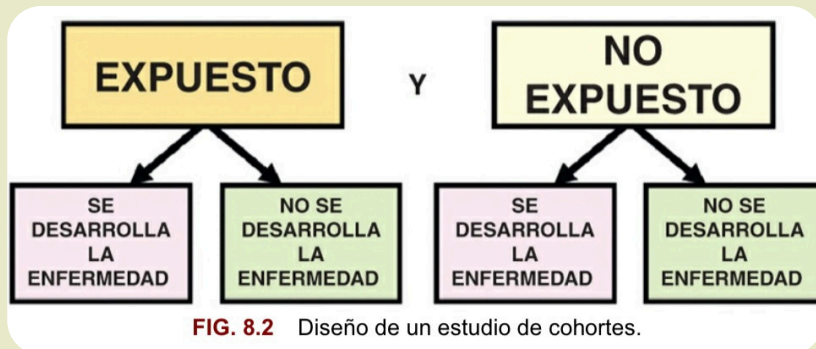 EXPUESTO
Y
NO
EXPUESTO
SE
DESARROLLA
LA
ENFERMEDAD
NO SE
DESARROLLA
LA
ENFERMEDAD
SE
DESARROLLA
LA
ENFERMEDAD
NO SE
DESARROLLA
LA
ENFERMEDAD
FIG. 8.2 Diseño de un estudio de cohortes.